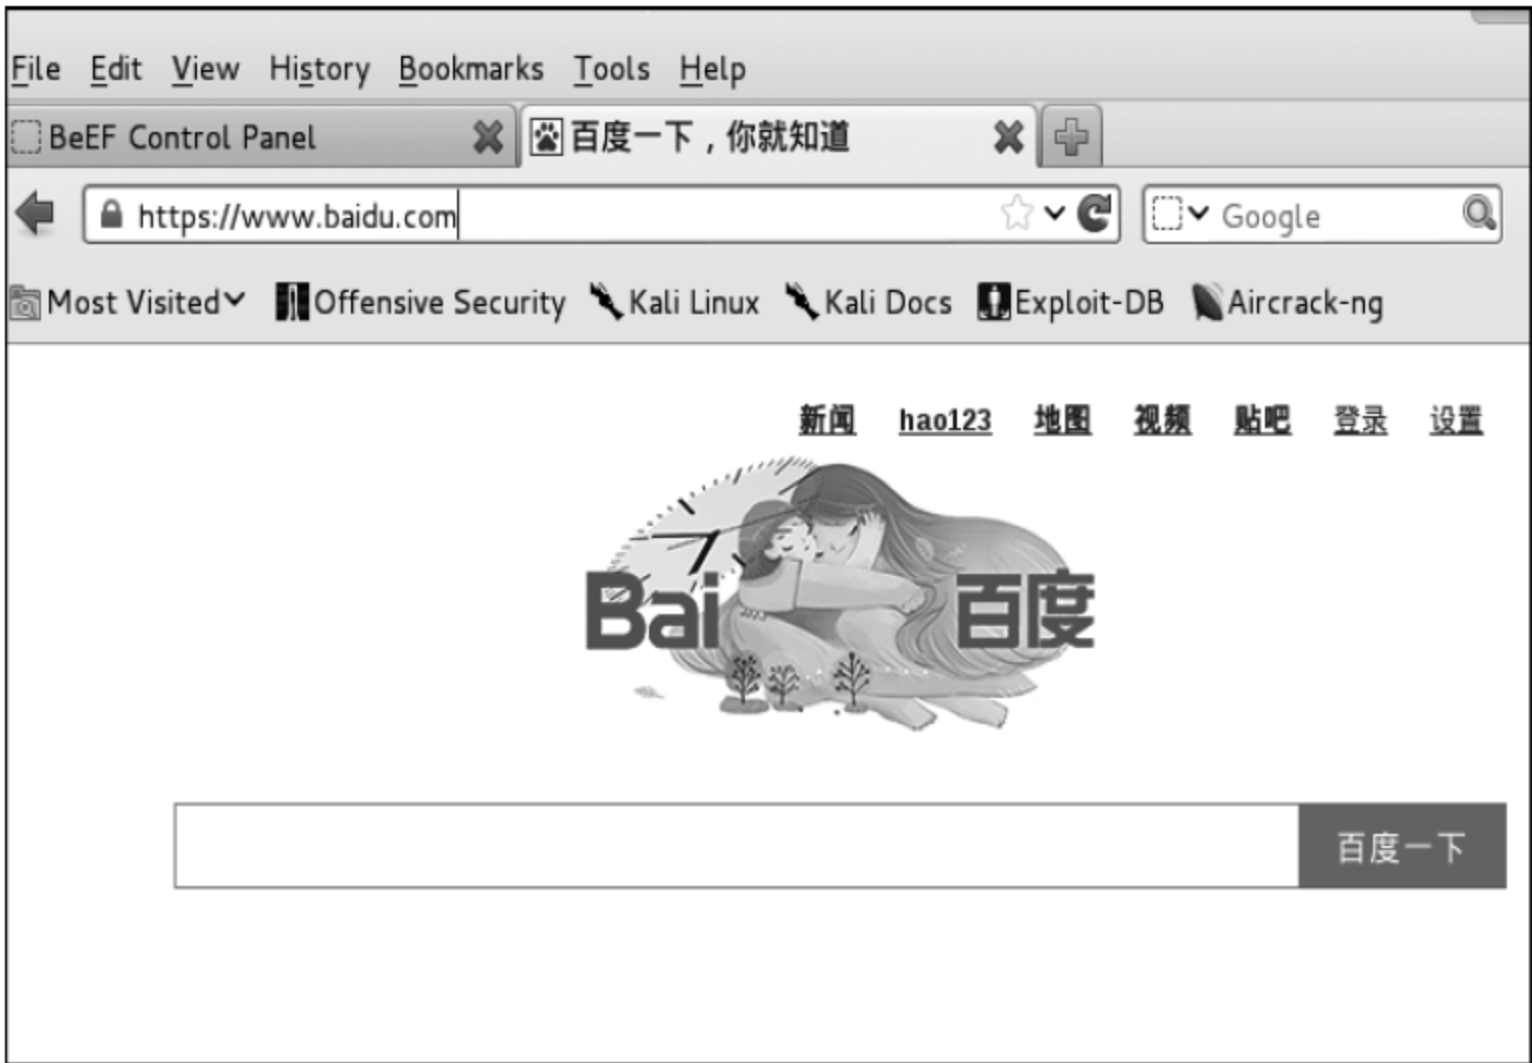 File Edit View History Bookmarks Tools Help
BeEF Control Panel 百度一下，你就知道
https://www.baidu.com Google
Most Visited Offensive Security Kali Linux Kali Docs Exploit-DB Aircrack-ng
新闻 hao123 地图 视频 贴吧 登录 设置
Bai 百度
百度一下